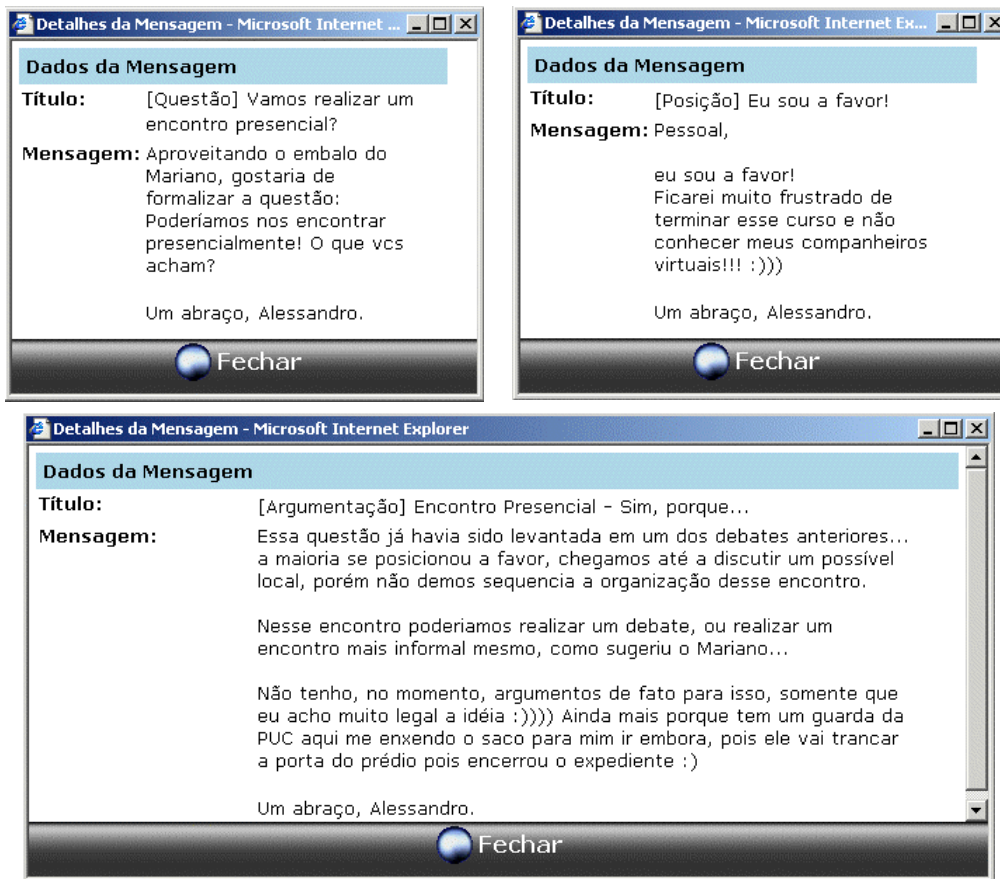 Detalhes da Mensagem - Microsoft Internet ...
Dados da Mensagem
Título: [Questão] Vamos realizar um
encontro presencial?
Mensagem: Aproveitando o embalo do
Mariano, gostaria de
formalizar a questão:
Poderíamos nos encontrar
presencialmente! O que vcs
acham?
Um abraço, Alessandro.
Fechar
Detalhes da Mensagem - Microsoft Internet Ex...
Dados da Mensagem
Título: [Posição] Eu sou a favor!
Mensagem: Pessoal,
eu sou a favor!
Ficarei muito frustrado de
terminar esse curso e não
conhecer meus companheiros
virtuais!!! :)))
Um abraço, Alessandro.
Fechar
Detalhes da Mensagem - Microsoft Internet Explorer
Dados da Mensagem
Título: [Argumentação] Encontro Presencial - Sim, porque...
Mensagem: Essa questão já havia sido levantada em um dos debates anteriores...
a maioria se posicionou a favor, chegamos até a discutir um possível
local, porém não demos sequencia a organização desse encontro.
Nesse encontro poderiamos realizar um debate, ou realizar um
encontro mais informal mesmo, como sugeriu o Mariano...
Não tenho, no momento, argumentos de fato para isso, somente que
eu acho muito legal a idéia :)))) Ainda mais porque tem um guarda da
PUC aqui me enxendo o saco para mim ir embora, pois ele vai trancar
a porta do prédio pois encerrou o expediente :)
Um abraço, Alessandro.
Fechar